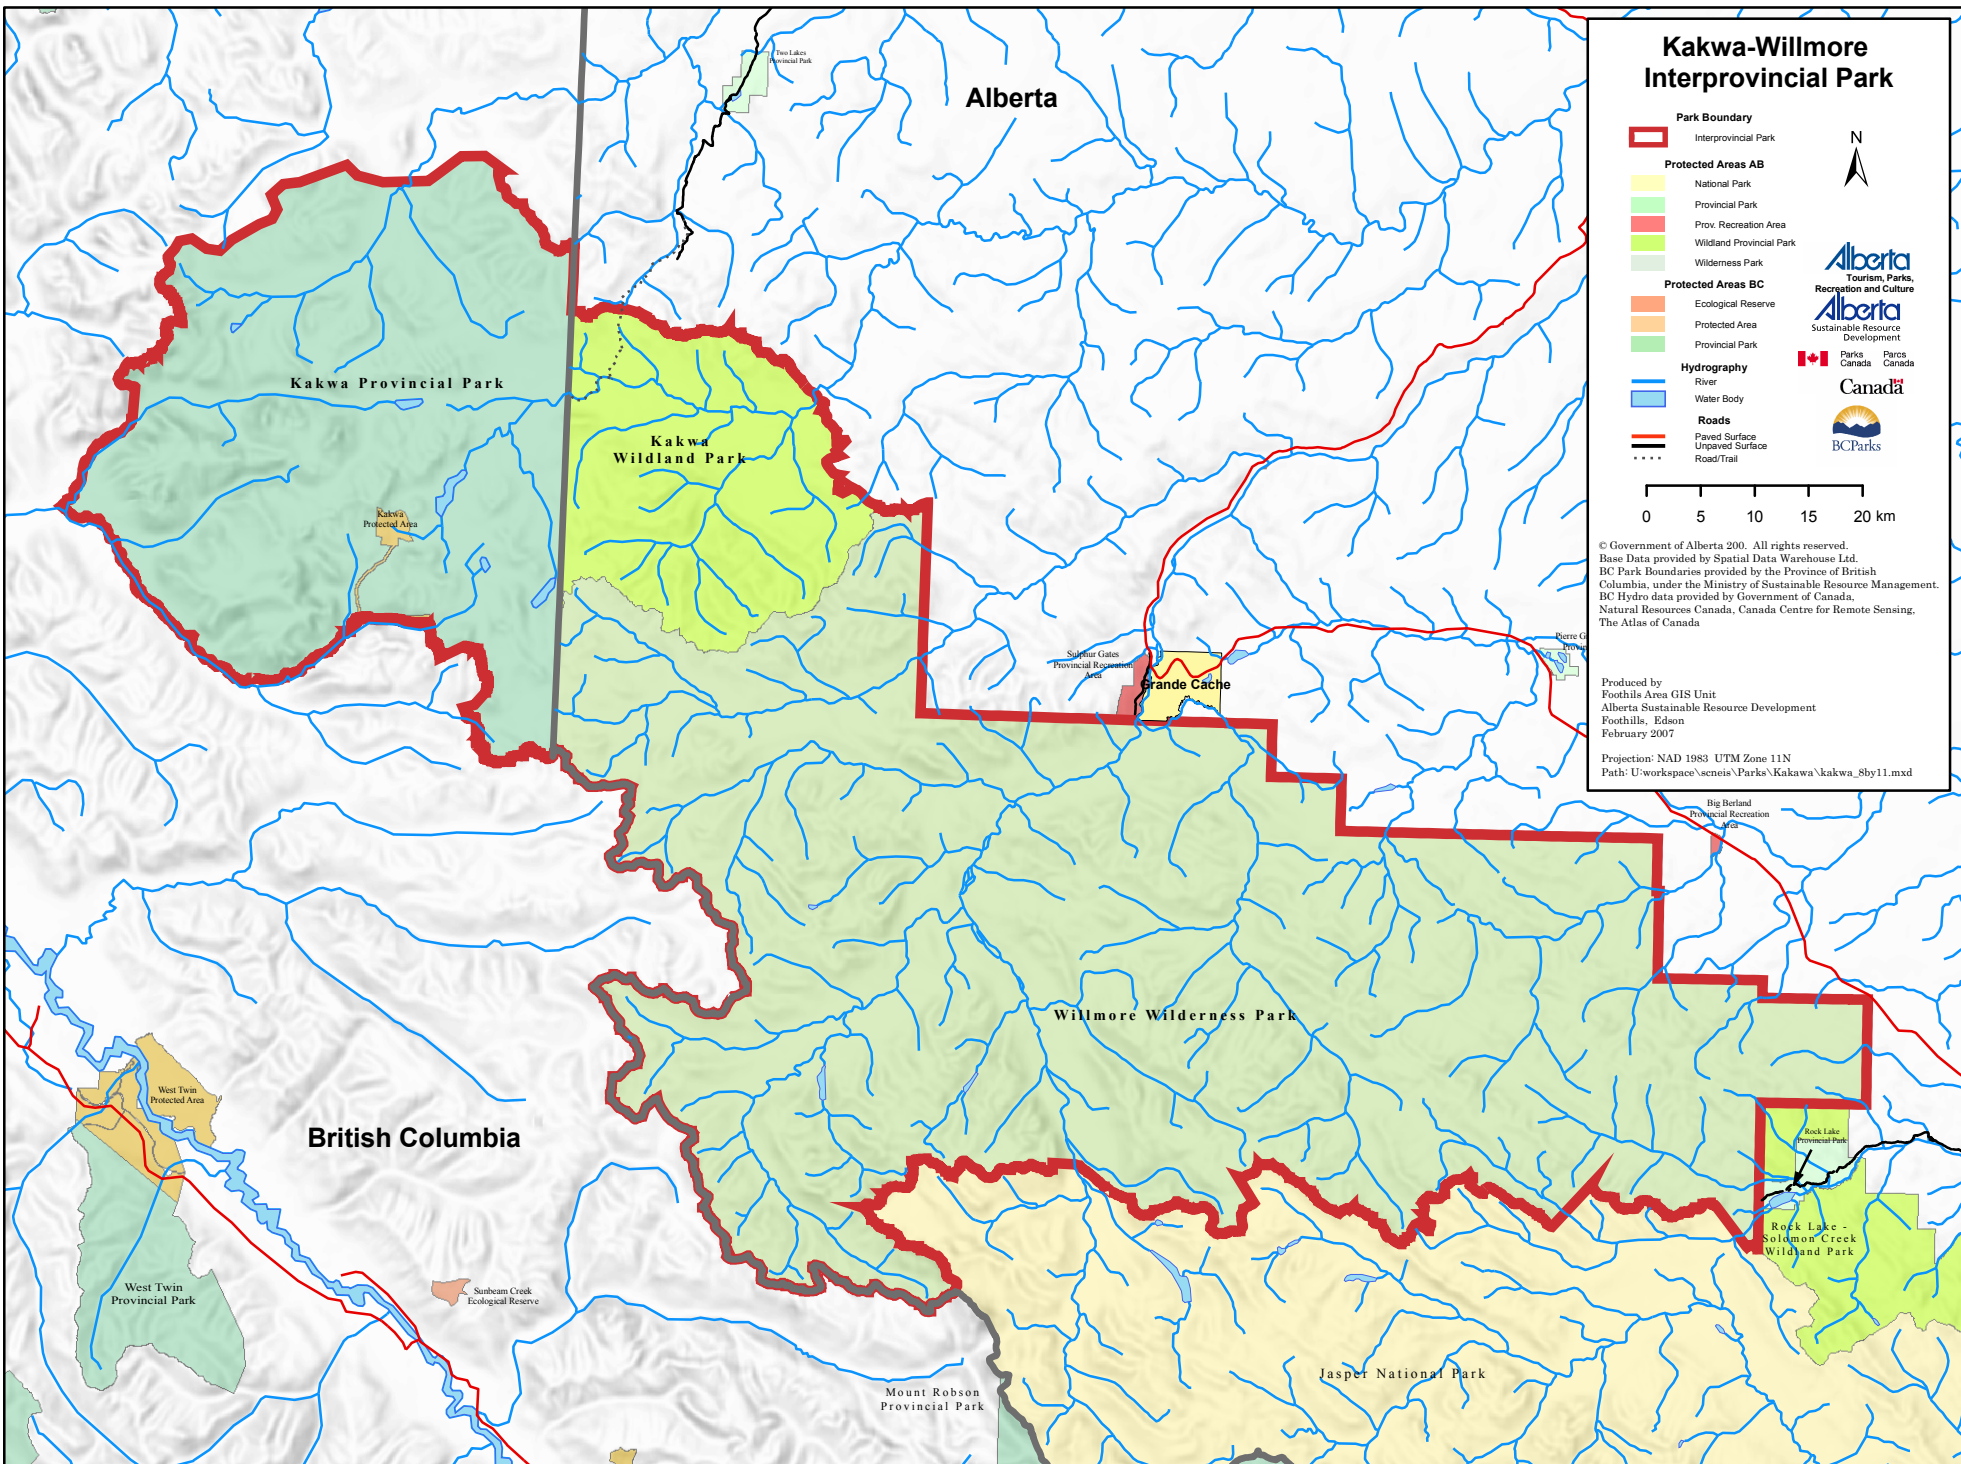 Kakwa-Willmore
Interprovincial Park
Park Boundary
Interprovincial Park
N
Protected Areas AB
National Park
Provincial Park
Prov. Recreation Area
Wildland Provincial Park
Wilderness Park
Protected Areas BC
Ecological Reserve
Protected Area
Provincial Park
Hydrography
River
Water Body
Roads
Paved Surface
Unpaved Surface
Road/Trail
Alberta
Tourism, Parks,
Recreation and Culture
Alberta
Sustainable Resource
Development
Parks Parcs
Canada Canada
Canada
BCParks
0 5 10 15 20 km
© Government of Alberta 200. All rights reserved.
Base Data provided by Spatial Data Warehouse Ltd.
BC Park Boundaries provided by the Province of British
Columbia, under the Ministry of Sustainable Resource Management.
BC Hydro data provided by Government of Canada,
Natural Resources Canada, Canada Centre for Remote Sensing,
The Atlas of Canada
Produced by
Foothils Area GIS Unit
Alberta Sustainable Resource Development
Foothills, Edson
February 2007
Projection: NAD 1983 UTM Zone 11N
Path: U:workspace\scneis\Parks\Kakawa\kakwa_8by11.mxd
Two Lakes
Provincial Park
Alberta
Kakwa Provincial Park
Kakwa
Wildland Park
Kakwa
Protected Area
Sulphur Gates
Provincial Recreation
Area
Grande Cache
Pierre G
Provin
Big Berland
Provincial Recreation
Area
Willmore Wilderness Park
West Twin
Protected Area
British Columbia
Rock Lake
Provincial Park
Rock Lake -
Solomon Creek
Wildland Park
West Twin
Provincial Park
Sunbeam Creek
Ecological Reserve
Jasper National Park
Mount Robson
Provincial Park